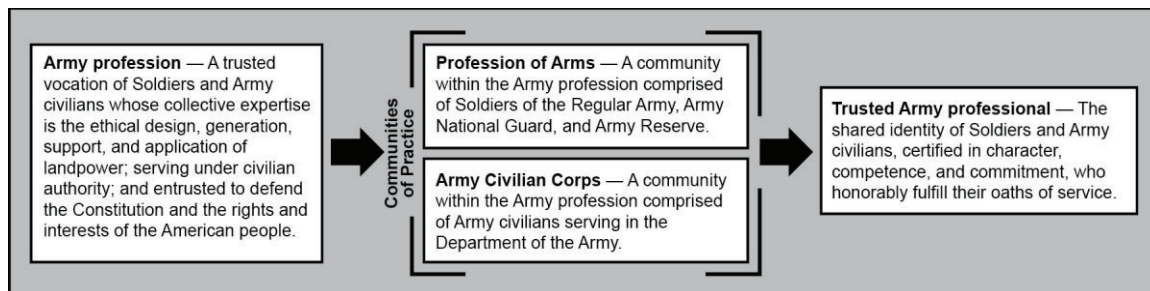 Army profession — A trusted
vocation of Soldiers and Army
civilians whose collective expertise
is the ethical design, generation,
support, and application of
landpower; serving under civilian
authority; and entrusted to defend
the Constitution and the rights and
interests of the American people.
Communities
of Practice
Profession of Arms — A community
within the Army profession comprised
of Soldiers of the Regular Army, Army
National Guard, and Army Reserve.
Army Civilian Corps — A community
within the Army profession comprised
of Army civilians serving in the
Department of the Army.
Trusted Army professional — The
shared identity of Soldiers and Army
civilians, certified in character,
competence, and commitment, who
honorably fulfill their oaths of service.